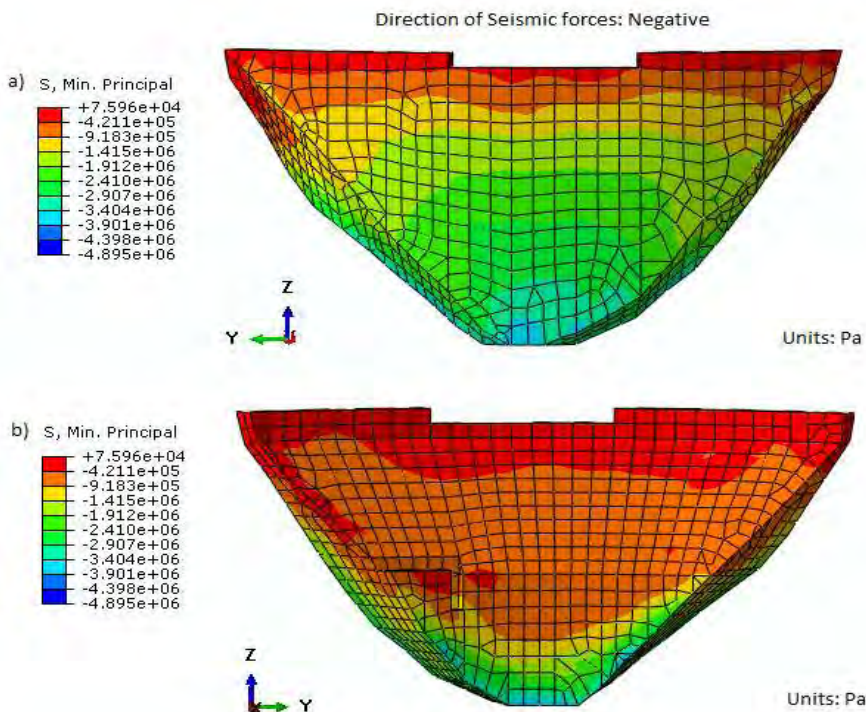 Direction of Seismic forces: Negative
a) S, Min. Principal
+7.596e+04
-4.211e+05
-9.183e+05
-1.415e+06
-1.912e+06
-2.410e+06
-2.907e+06
-3.404e+06
-3.901e+06
-4.398e+06
-4.895e+06
Z
Y
Units: Pa
b) S, Min. Principal
+7.596e+04
-4.211e+05
-9.183e+05
-1.415e+06
-1.912e+06
-2.410e+06
-2.907e+06
-3.404e+06
-3.901e+06
-4.398e+06
-4.895e+06
Z
Y
Units: Pa